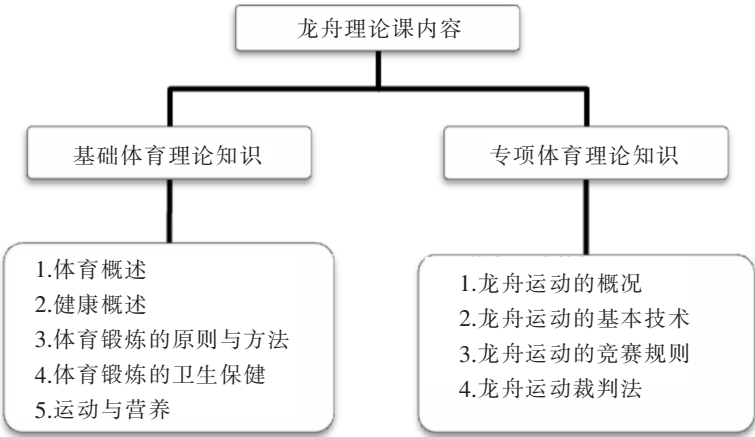 龙舟理论课内容
基础体育理论知识
专项体育理论知识
1.体育概述
2.健康概述
3.体育锻炼的原则与方法
4.体育锻炼的卫生保健
5.运动与营养
1.龙舟运动的概况
2.龙舟运动的基本技术
3.龙舟运动的竞赛规则
4.龙舟运动裁判法